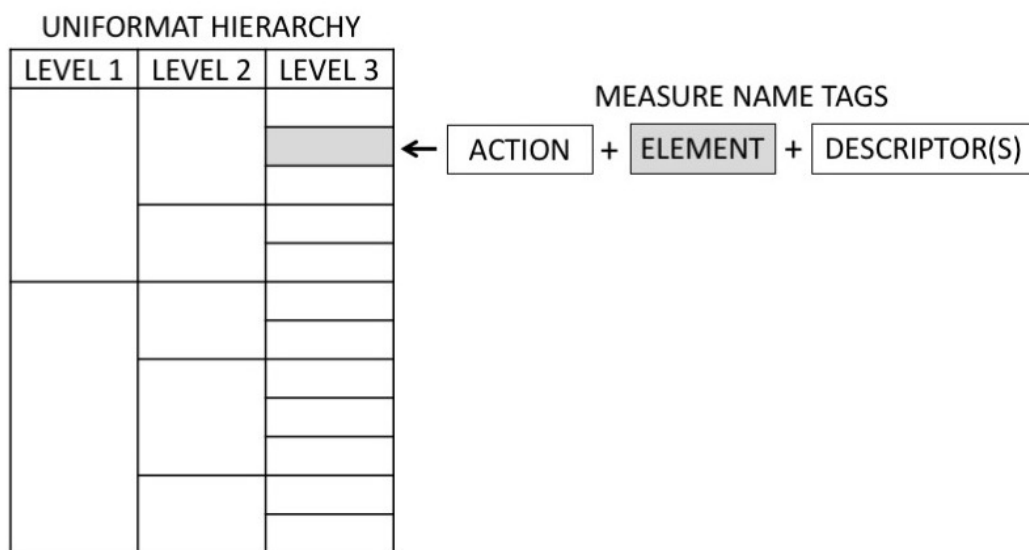 UNIFORMAT HIERARCHY
LEVEL 1 LEVEL 2 LEVEL 3
MEASURE NAME TAGS
ACTION + ELEMENT + DESCRIPTOR(S)